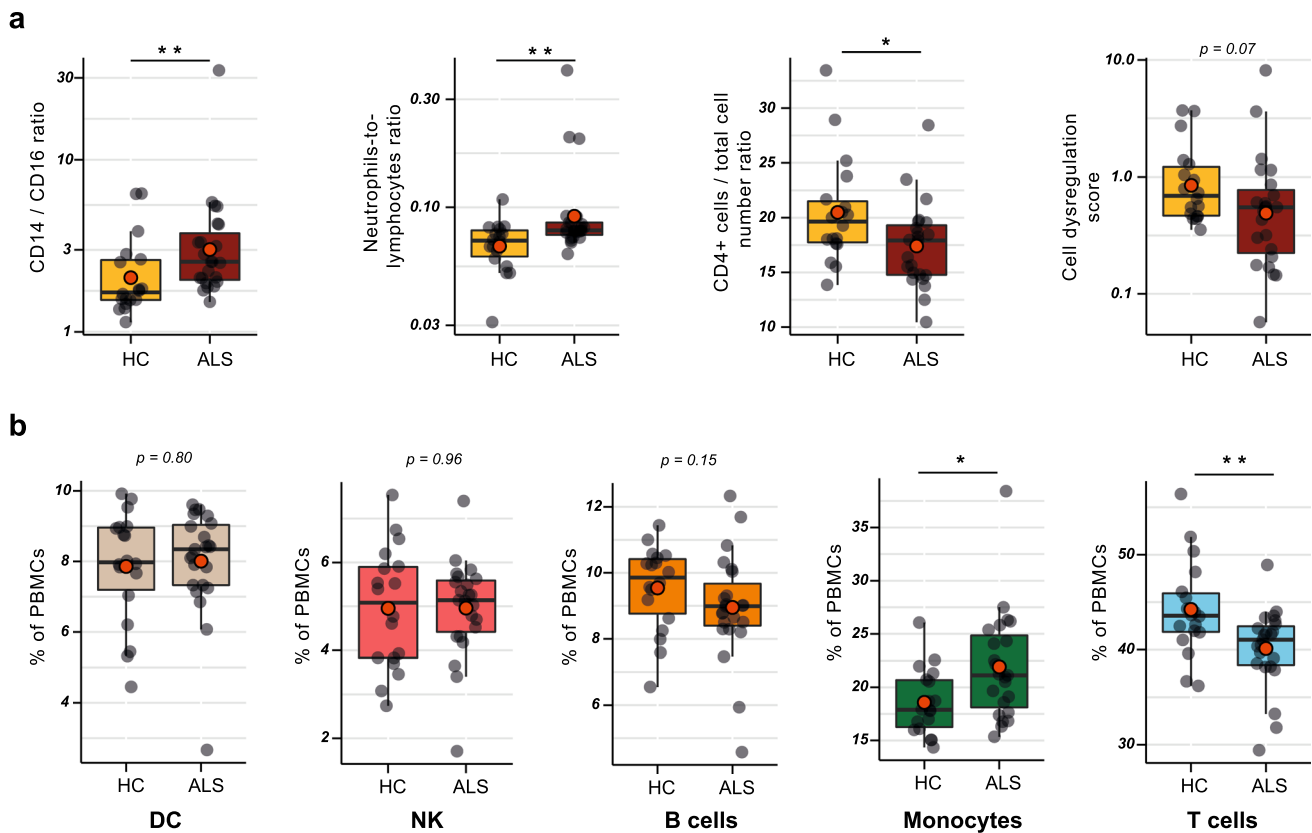 a
CD14 / CD16 ratio
30
10
3
1
**
HC ALS
Neutrophils-to-
lymphocytes ratio
0.30
0.10
0.03
**
HC ALS
CD4+ cells / total cell
number ratio
30
25
20
15
10
*
HC ALS
Cell dysregulation
score
10.0
1.0
0.1
p = 0.07
HC ALS
b
% of PBMCs
10
8
6
4
p = 0.80
HC ALS
DC
% of PBMCs
6
4
2
p = 0.96
HC ALS
NK
% of PBMCs
12
10
8
6
p = 0.15
HC ALS
B cells
% of PBMCs
35
30
25
20
15
*
HC ALS
Monocytes
% of PBMCs
50
40
30
**
HC ALS
T cells